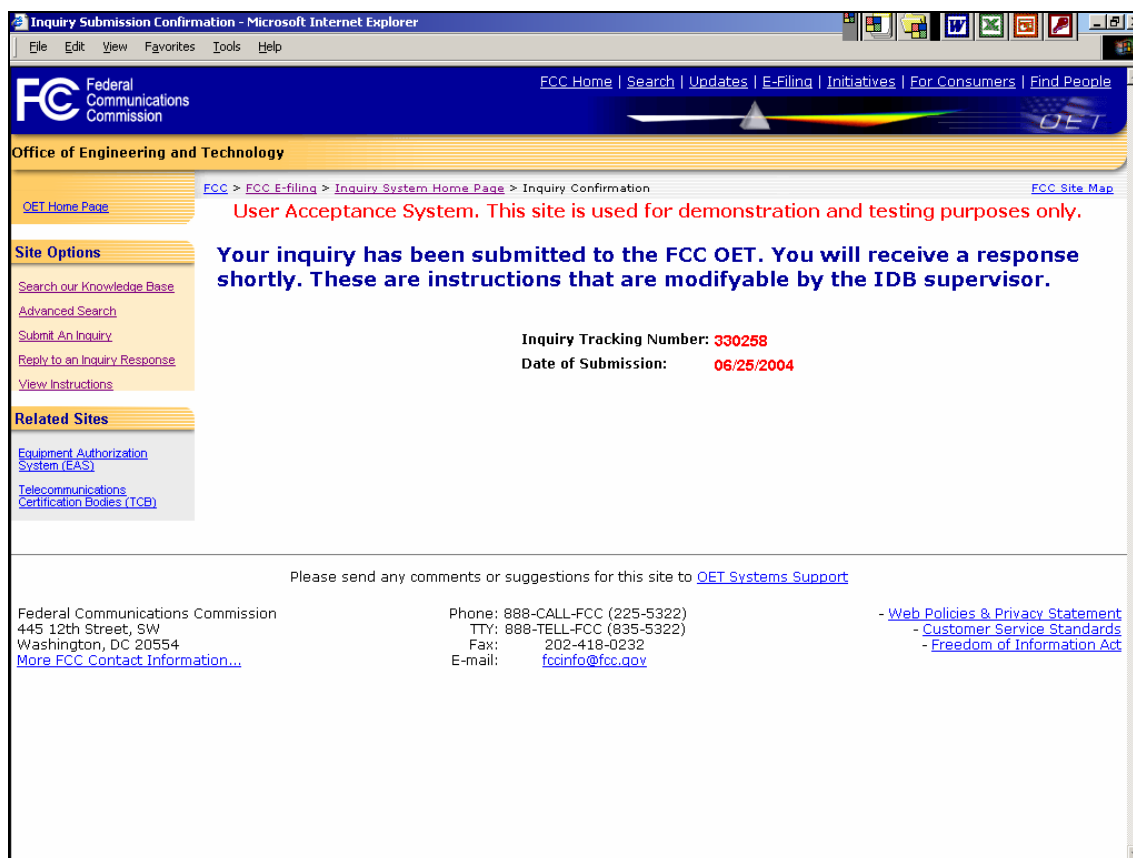 Inquiry Submission Confirmation - Microsoft Internet Explorer
File Edit View Favorites Tools Help
FCC Federal Communications Commission
FCC Home | Search | Updates | E-Filing | Initiatives | For Consumers | Find People
OET
Office of Engineering and Technology
FCC > FCC E-filing > Inquiry System Home Page > Inquiry Confirmation
FCC Site Map
OET Home Page
User Acceptance System. This site is used for demonstration and testing purposes only.
Site Options
Search our Knowledge Base
Advanced Search
Submit An Inquiry
Reply to an Inquiry Response
View Instructions
Related Sites
Equipment Authorization
System (EAS)
Telecommunications
Certification Bodies (TCB)
Your inquiry has been submitted to the FCC OET. You will receive a response
shortly. These are instructions that are modifyable by the IDB supervisor.
Inquiry Tracking Number: 330258
Date of Submission: 06/25/2004
Please send any comments or suggestions for this site to OET Systems Support
Federal Communications Commission
445 12th Street, SW
Washington, DC 20554
More FCC Contact Information...
Phone: 888-CALL-FCC (225-5322)
TTY: 888-TELL-FCC (835-5322)
Fax: 202-418-0232
E-mail: fccinfo@fcc.gov
- Web Policies & Privacy Statement
- Customer Service Standards
- Freedom of Information Act